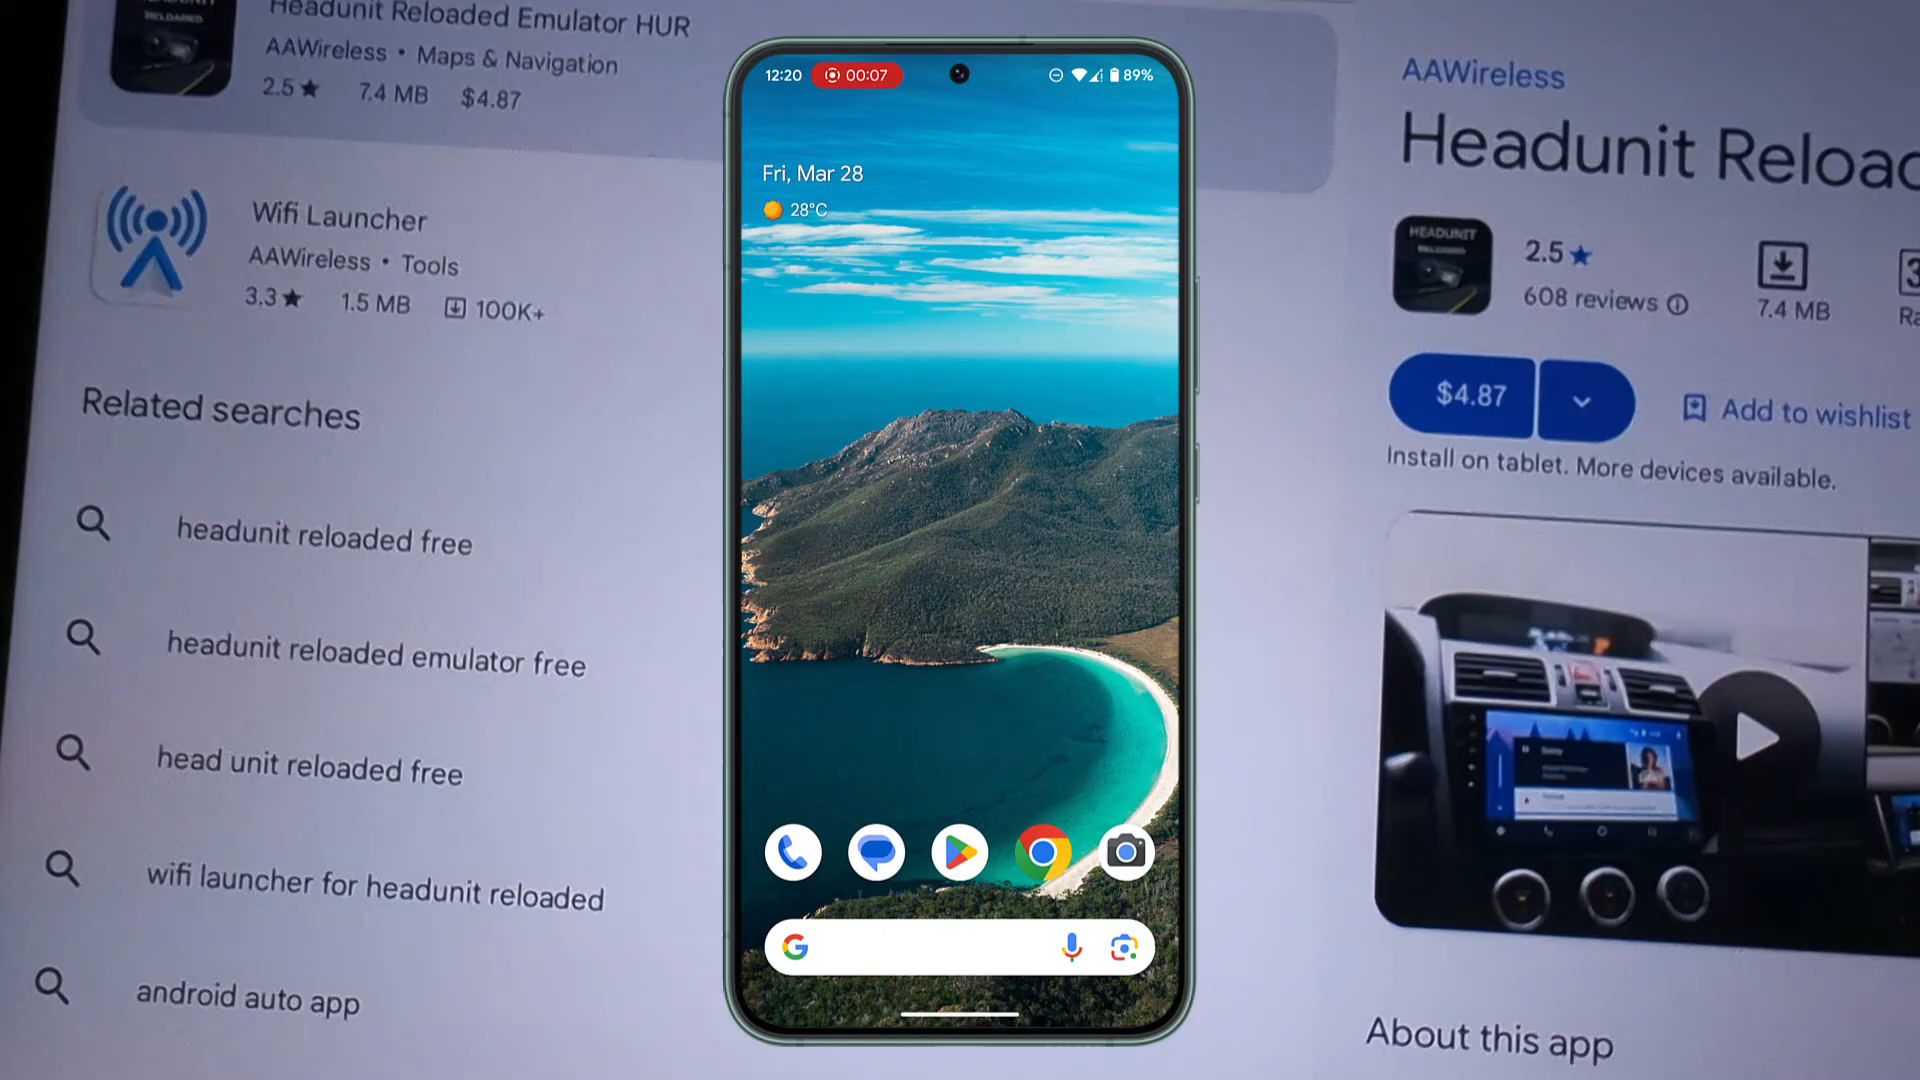 Headunit Reloaded Emulator HUR
AAWireless • Maps & Navigation
2.5★ 7.4 MB $4.87
Wifi Launcher
AAWireless • Tools
3.3★ 1.5 MB 100K+
Related searches
headunit reloaded free
headunit reloaded emulator free
head unit reloaded free
wifi launcher for headunit reloaded
android auto app
12:20 00:07 89%
Fri, Mar 28
28°C
AAWireless
Headunit Reload
HEADUNIT
2.5★
608 reviews
7.4 MB
$4.87
Add to wishlist
Install on tablet. More devices available.
About this app